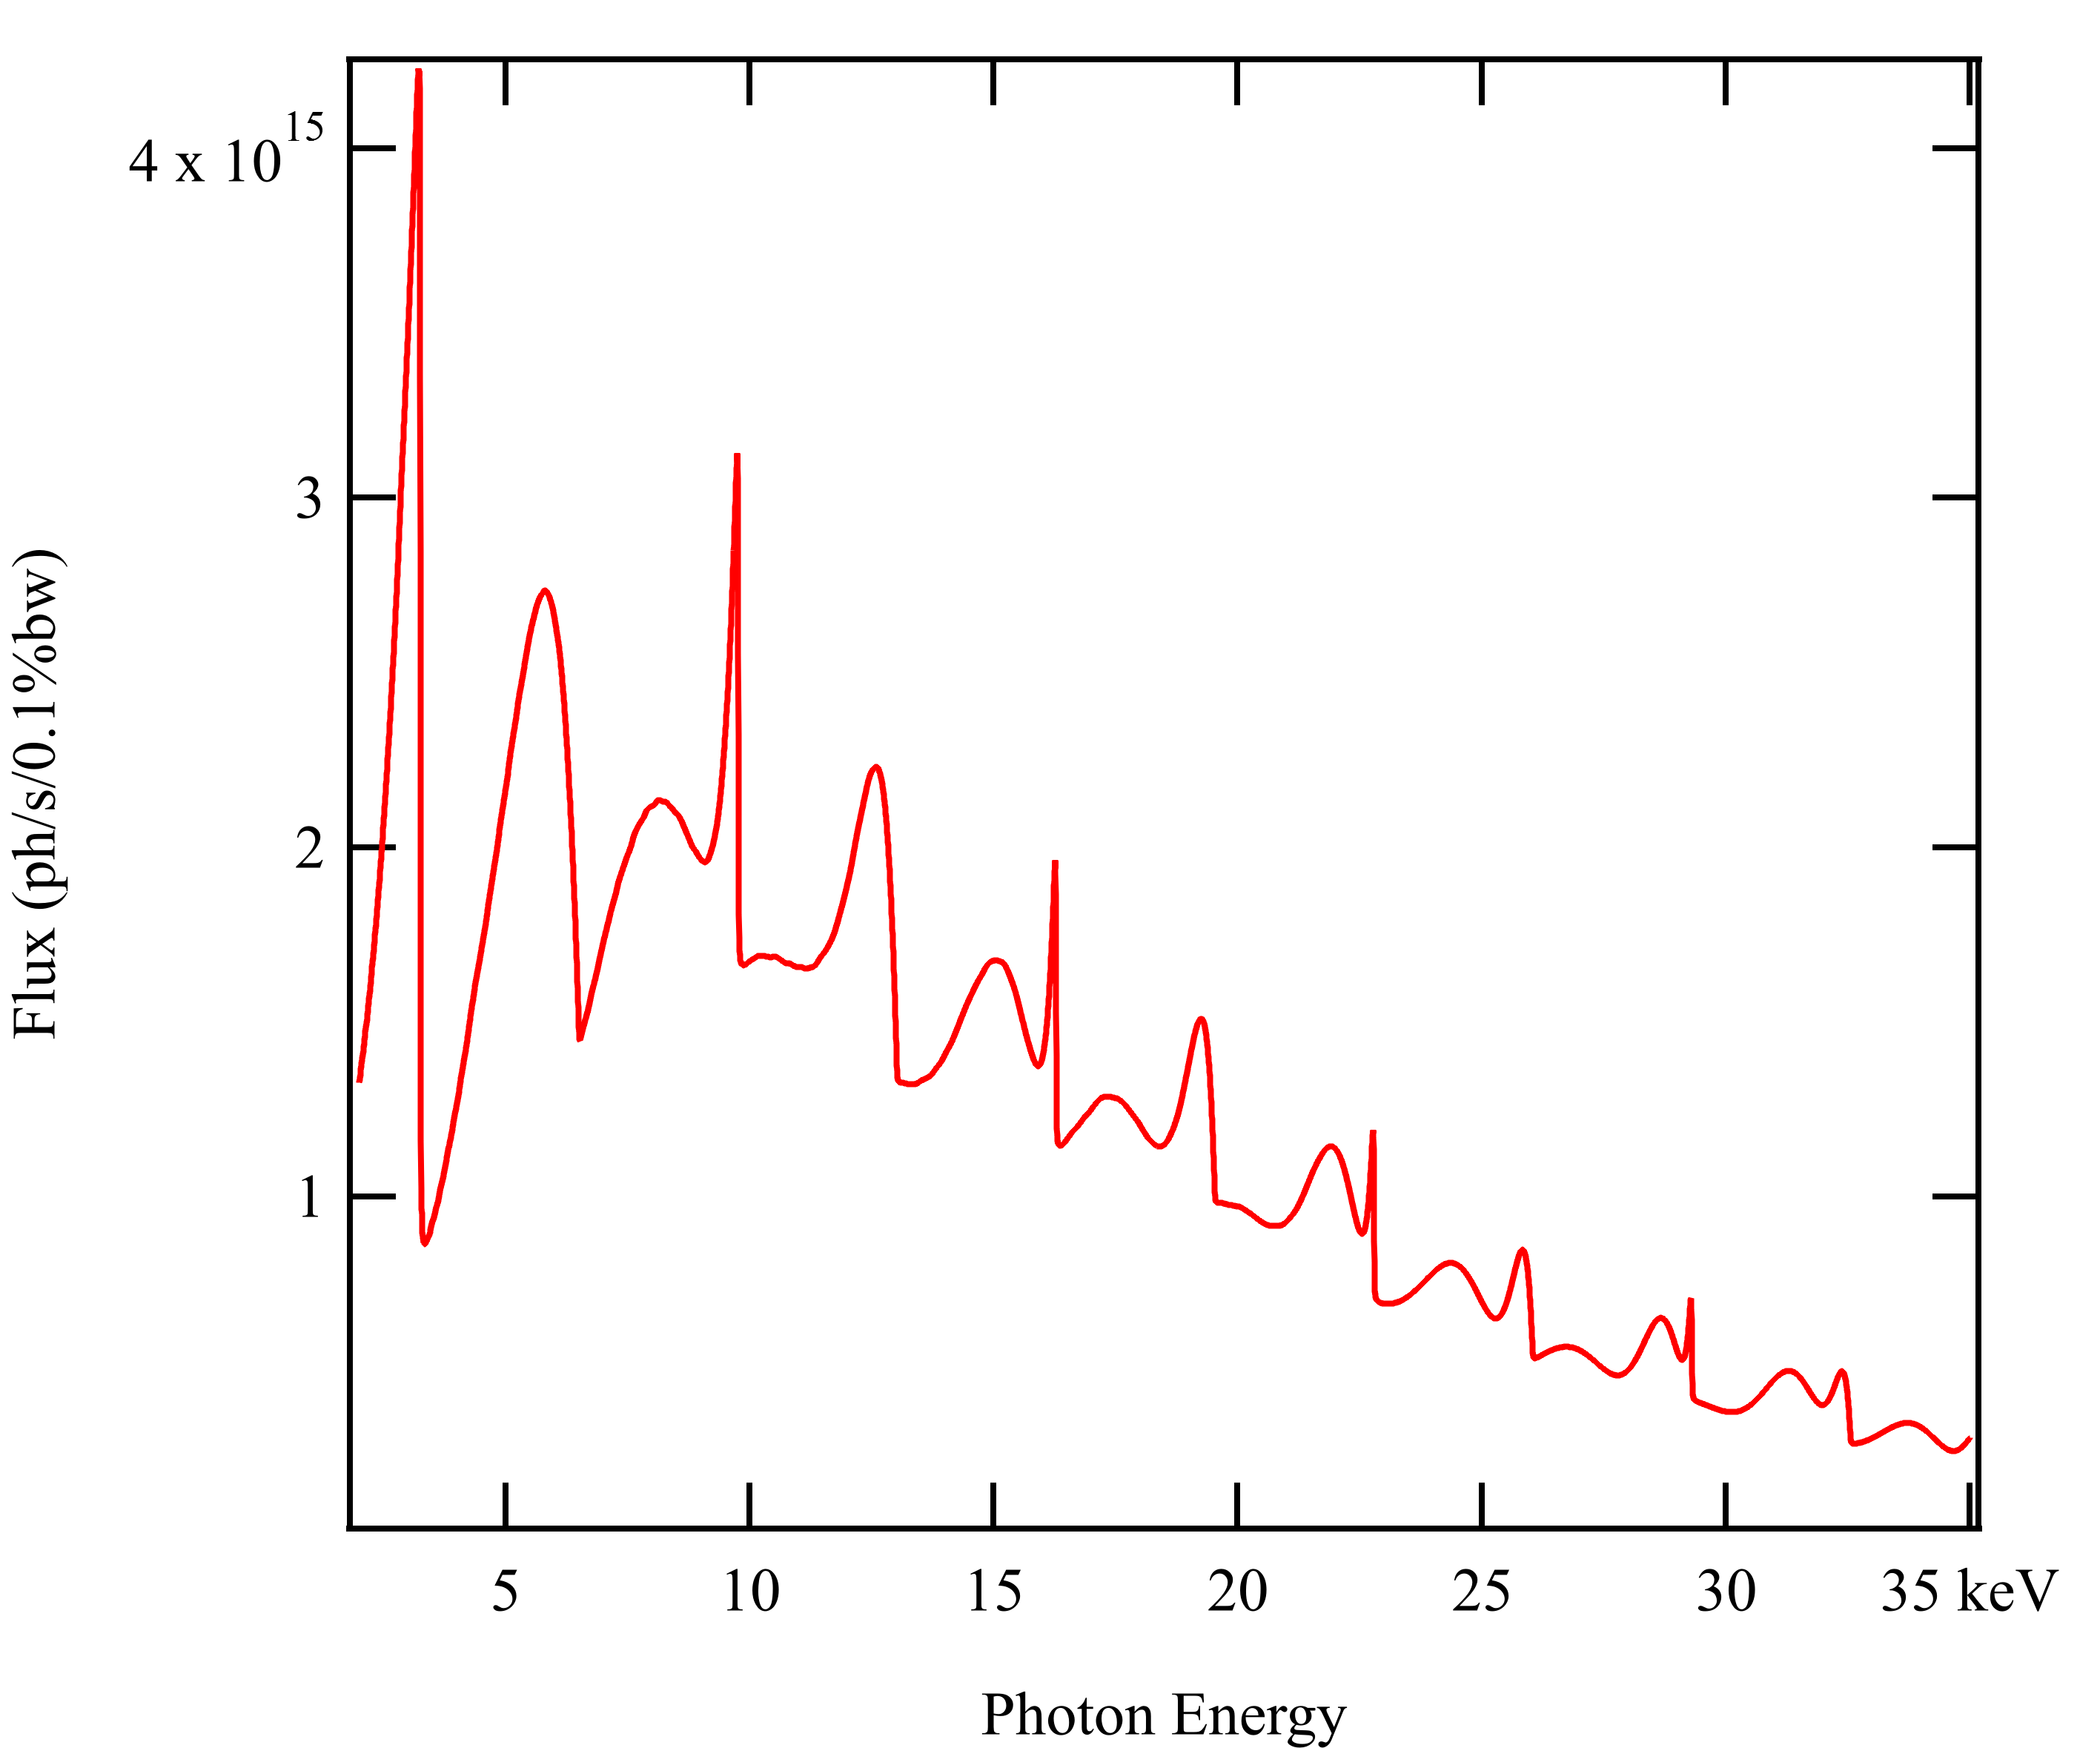 4 x 10^15
3
2
1
Flux (ph/s/0.1%bw)
5 10 15 20 25 30 35 keV
Photon Energy